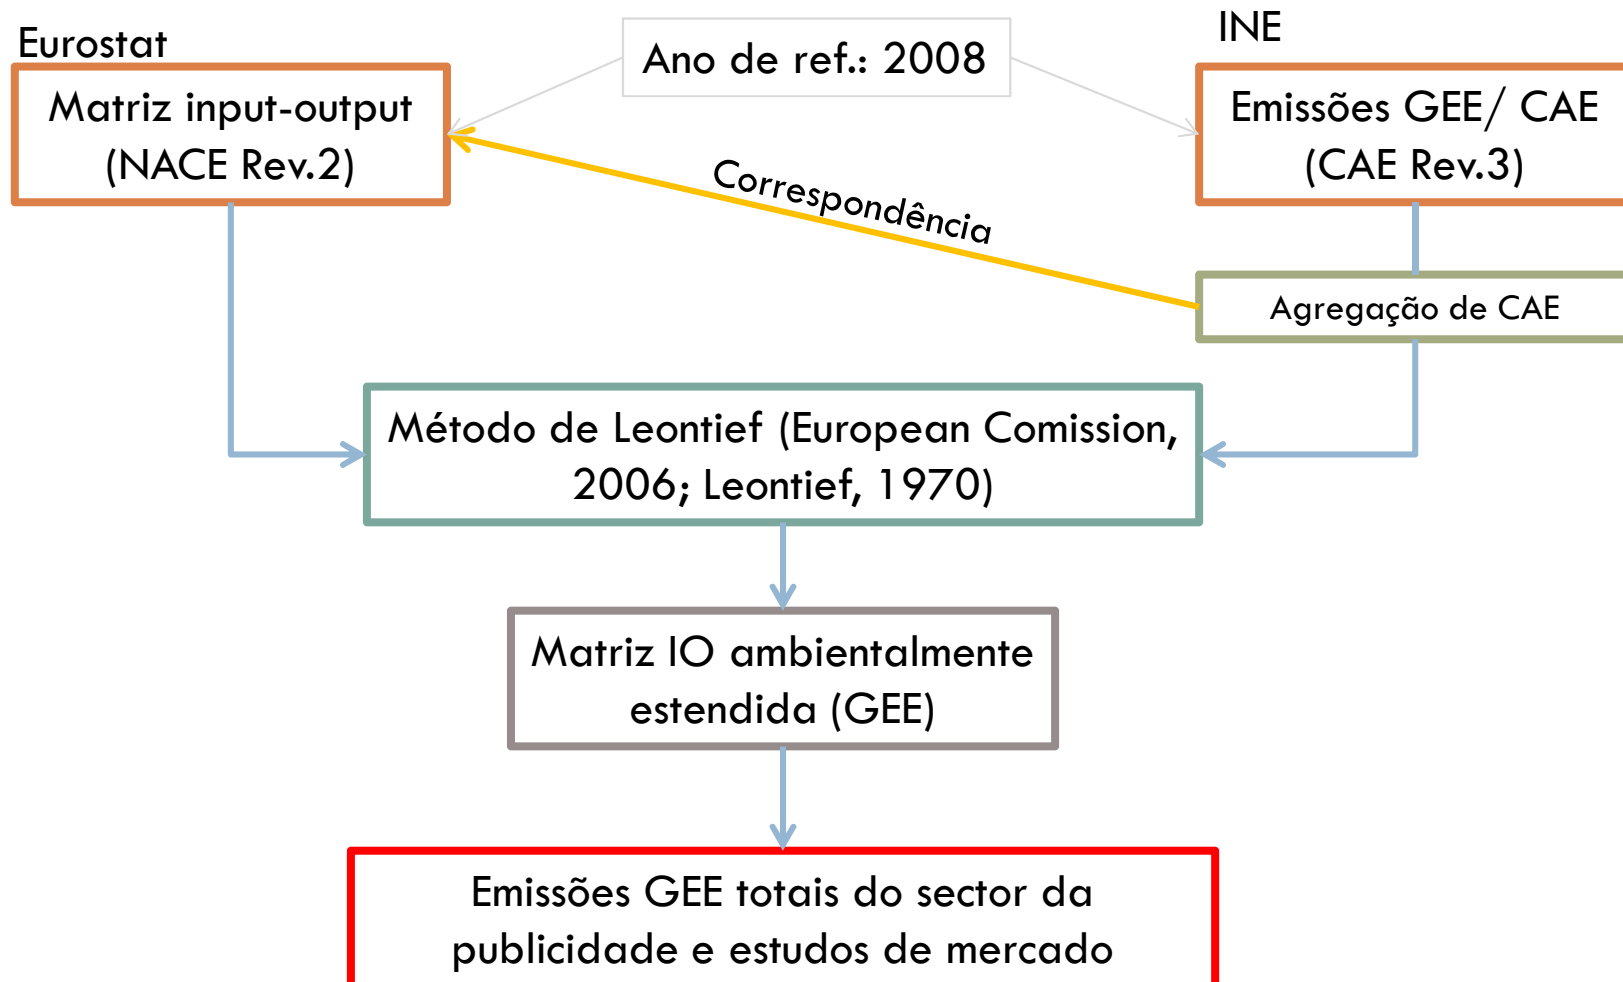 Eurostat
Ano de ref.: 2008
INE
Matriz input-output
(NACE Rev.2)
Emissões GEE/ CAE
(CAE Rev.3)
Correspondência
Agregação de CAE
Método de Leontief (European Comission,
2006; Leontief, 1970)
Matriz IO ambientalmente
estendida (GEE)
Emissões GEE totais do sector da
publicidade e estudos de mercado